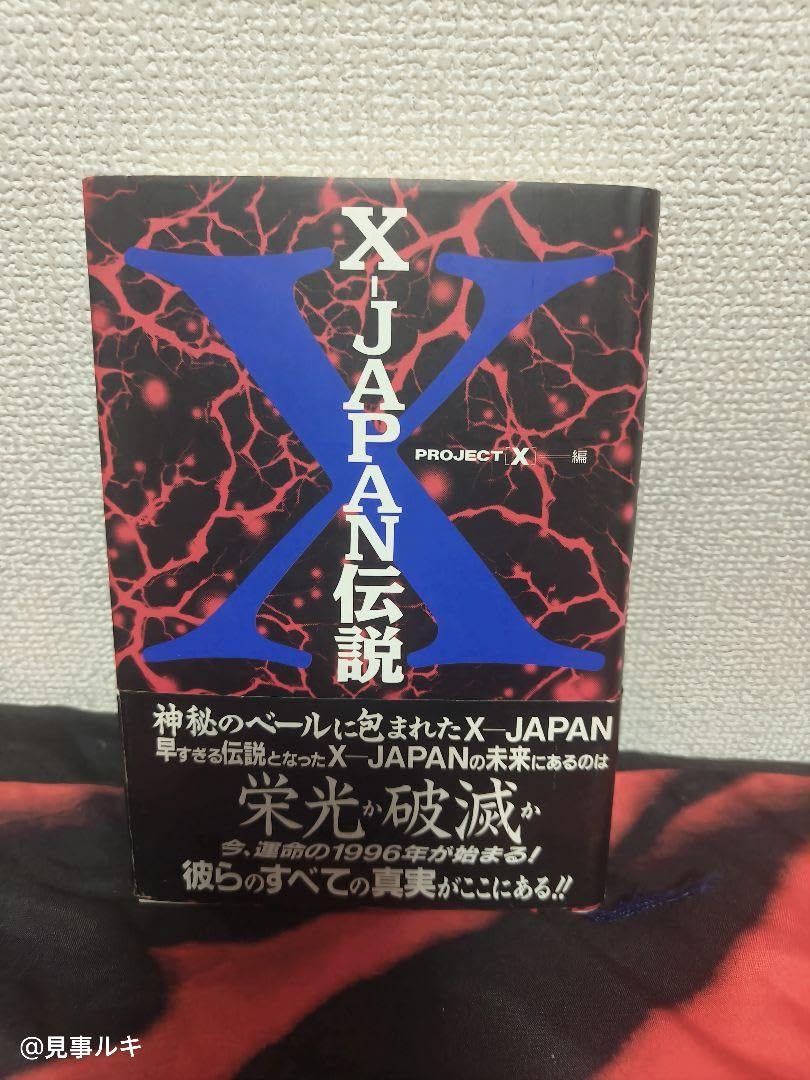 X-JAPAN伝説
PROJECT[X]──編
神秘のベールに包まれたX—JAPAN
早すぎる伝説となったX—JAPANの未来にあるのは
栄光か破滅か
今、運命の1996年が始まる!
彼らのすべての真実がここにある!!
@見事ルキ